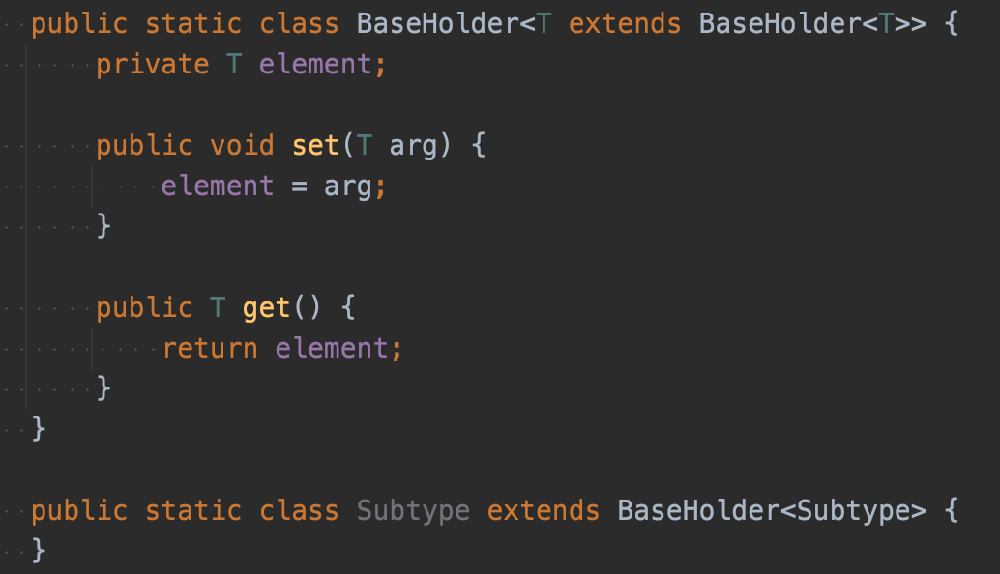 public static class BaseHolder<T extends BaseHolder<T>> {
private T element;
public void set(T arg) {
element = arg;
}
public T get() {
return element;
}
}
public static class Subtype extends BaseHolder<Subtype> {
}